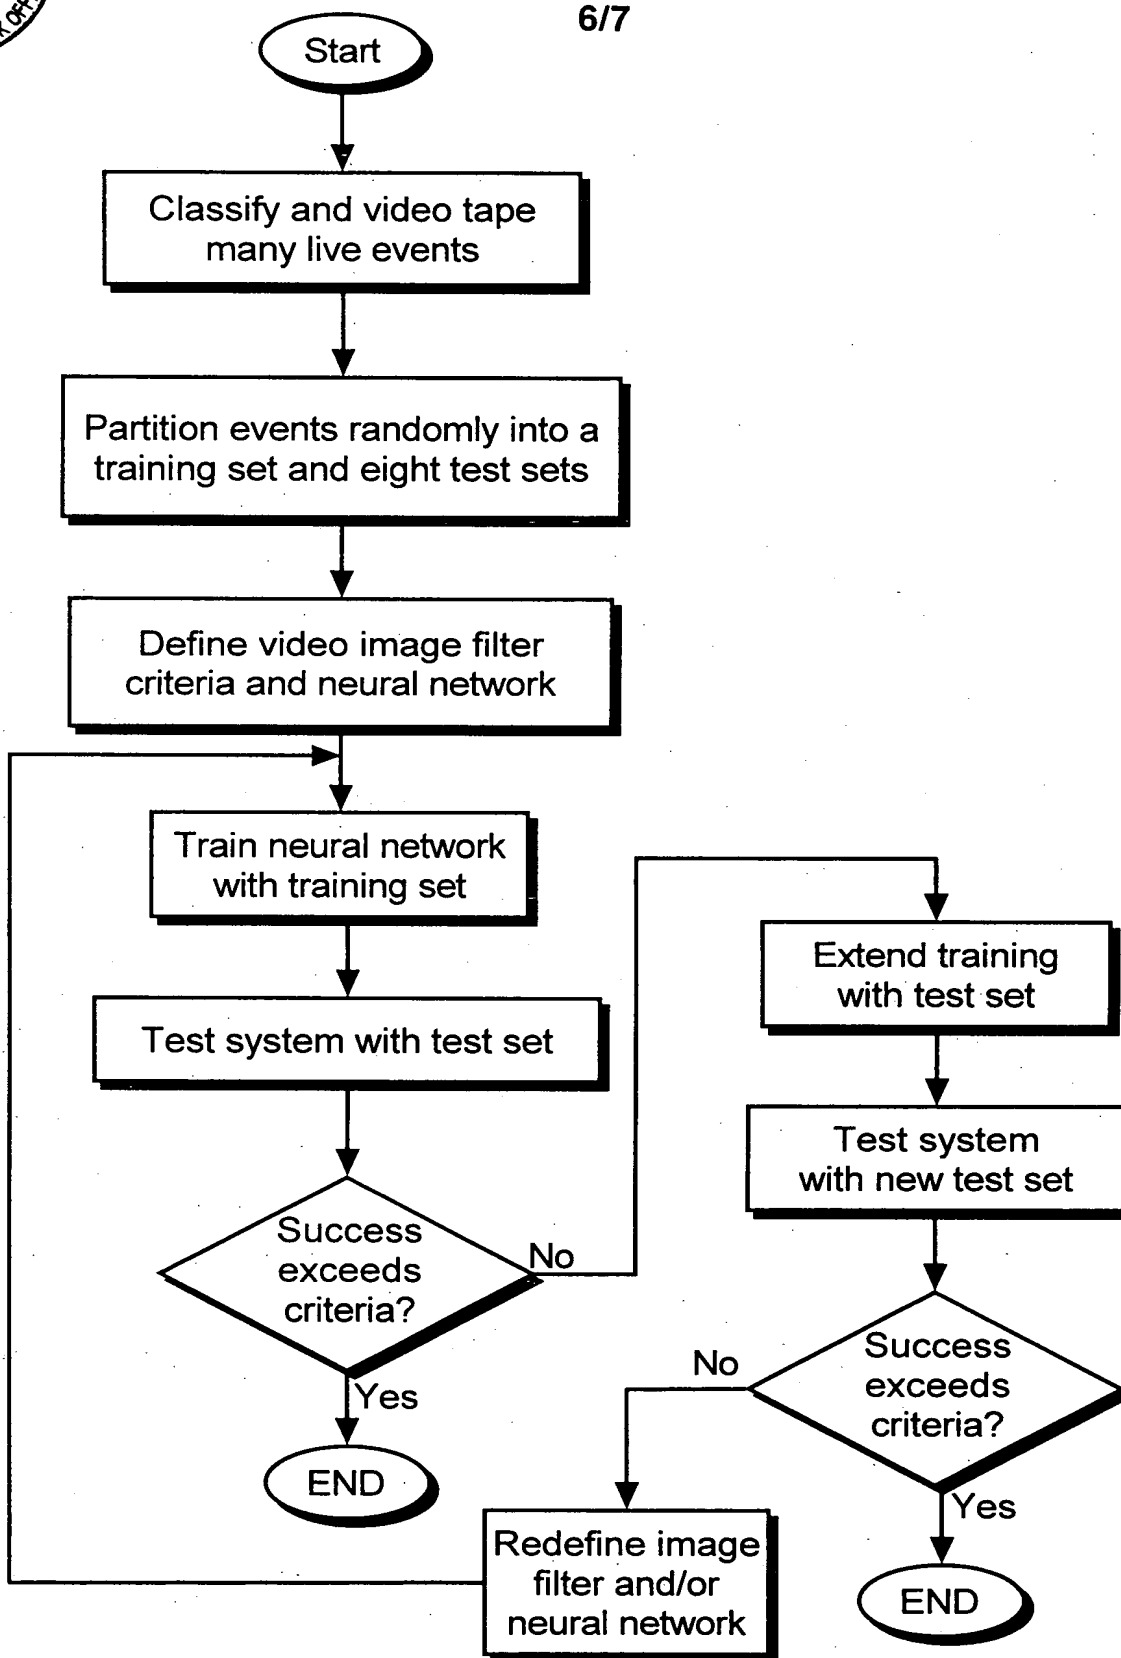 6/7
Start
Classify and video tape
many live events
Partition events randomly into a
training set and eight test sets
Define video image filter
criteria and neural network
Train neural network
with training set
Test system with test set
Success
exceeds
criteria?
No
Yes
END
Extend training
with test set
Test system
with new test set
Success
exceeds
criteria?
No
Yes
END
Redefine image
filter and/or
neural network